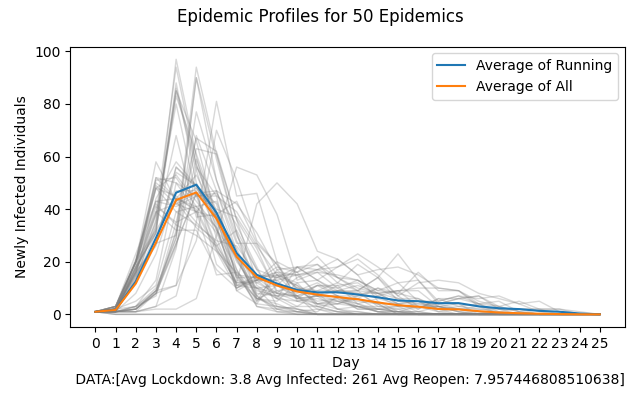 Epidemic Profiles for 50 Epidemics
Average of Running
Average of All
Newly Infected Individuals
100
80
60
40
20
0
0 1 2 3 4 5 6 7 8 9 10 11 12 13 14 15 16 17 18 19 20 21 22 23 24 25
Day
DATA:[Avg Lockdown: 3.8 Avg Infected: 261 Avg Reopen: 7.957446808510638]